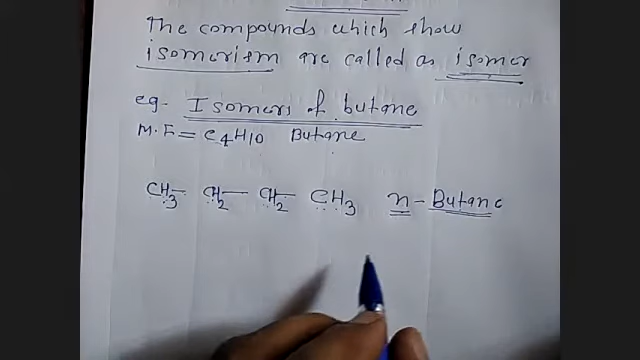 The compounds which show
isomerism are called as isomer
eg. Isomers of butane
M.F = C4H10 Butane
CH3 - CH2 - CH2 - CH3 n - Butane